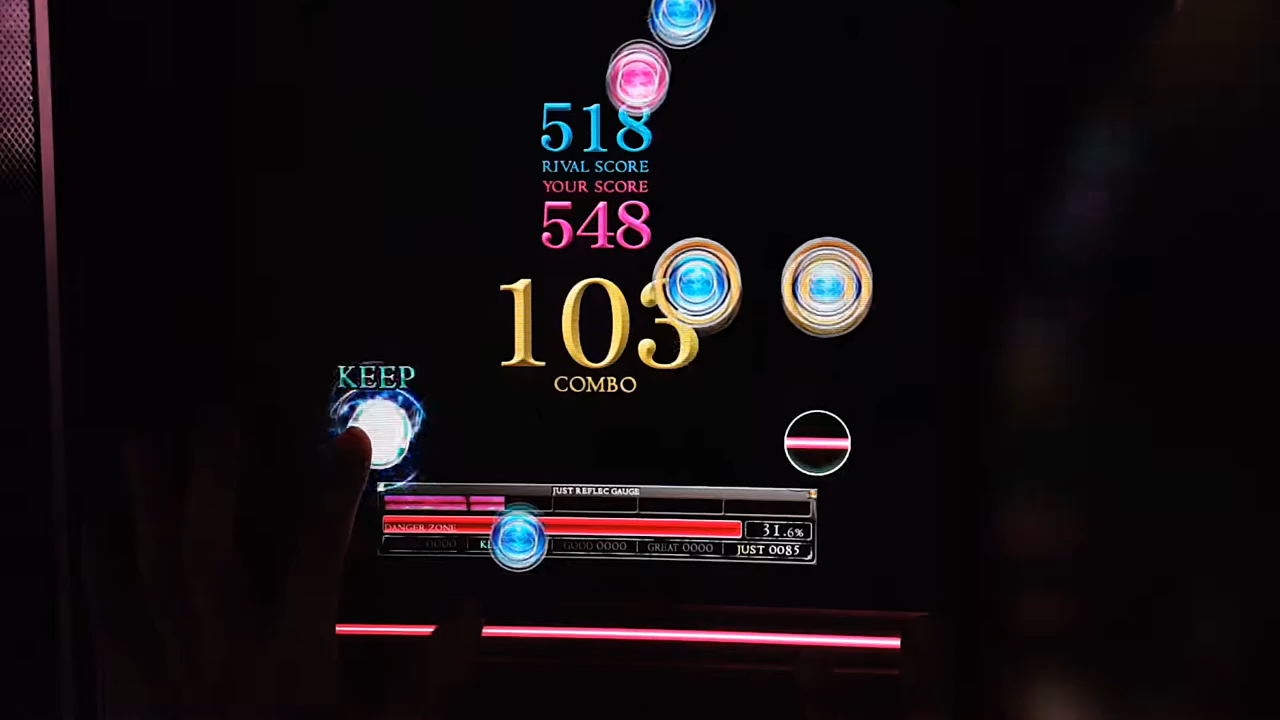 518
RIVAL SCORE
YOUR SCORE
548
103
COMBO
KEEP
JUST REFLEC GAUGE
DANGER ZONE
31.6%
0000 GOOD 0000 GREAT 0000 JUST 0085